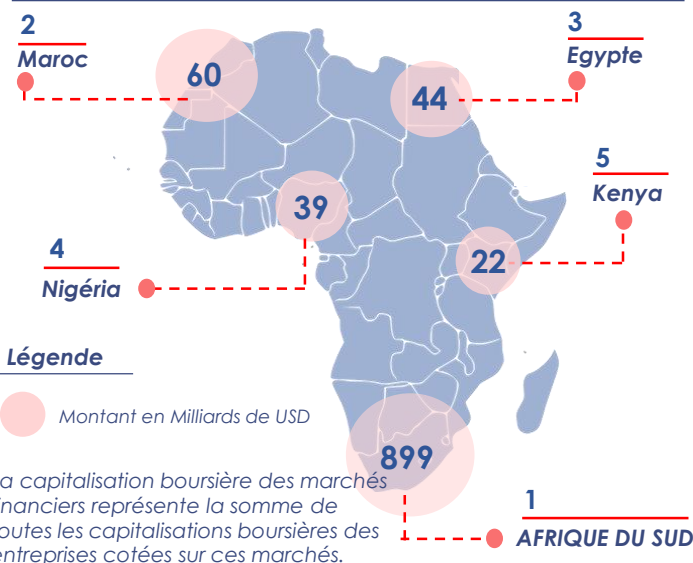 2
Maroc
60
3
Egypte
44
5
Kenya
22
39
4
Nigéria
Légende
Montant en Milliards de USD
899
a capitalisation boursière des marchés
inanciers représente la somme de
outes les capitalisations boursières des
entreprises cotées sur ces marchés.
1
AFRIQUE DU SUD